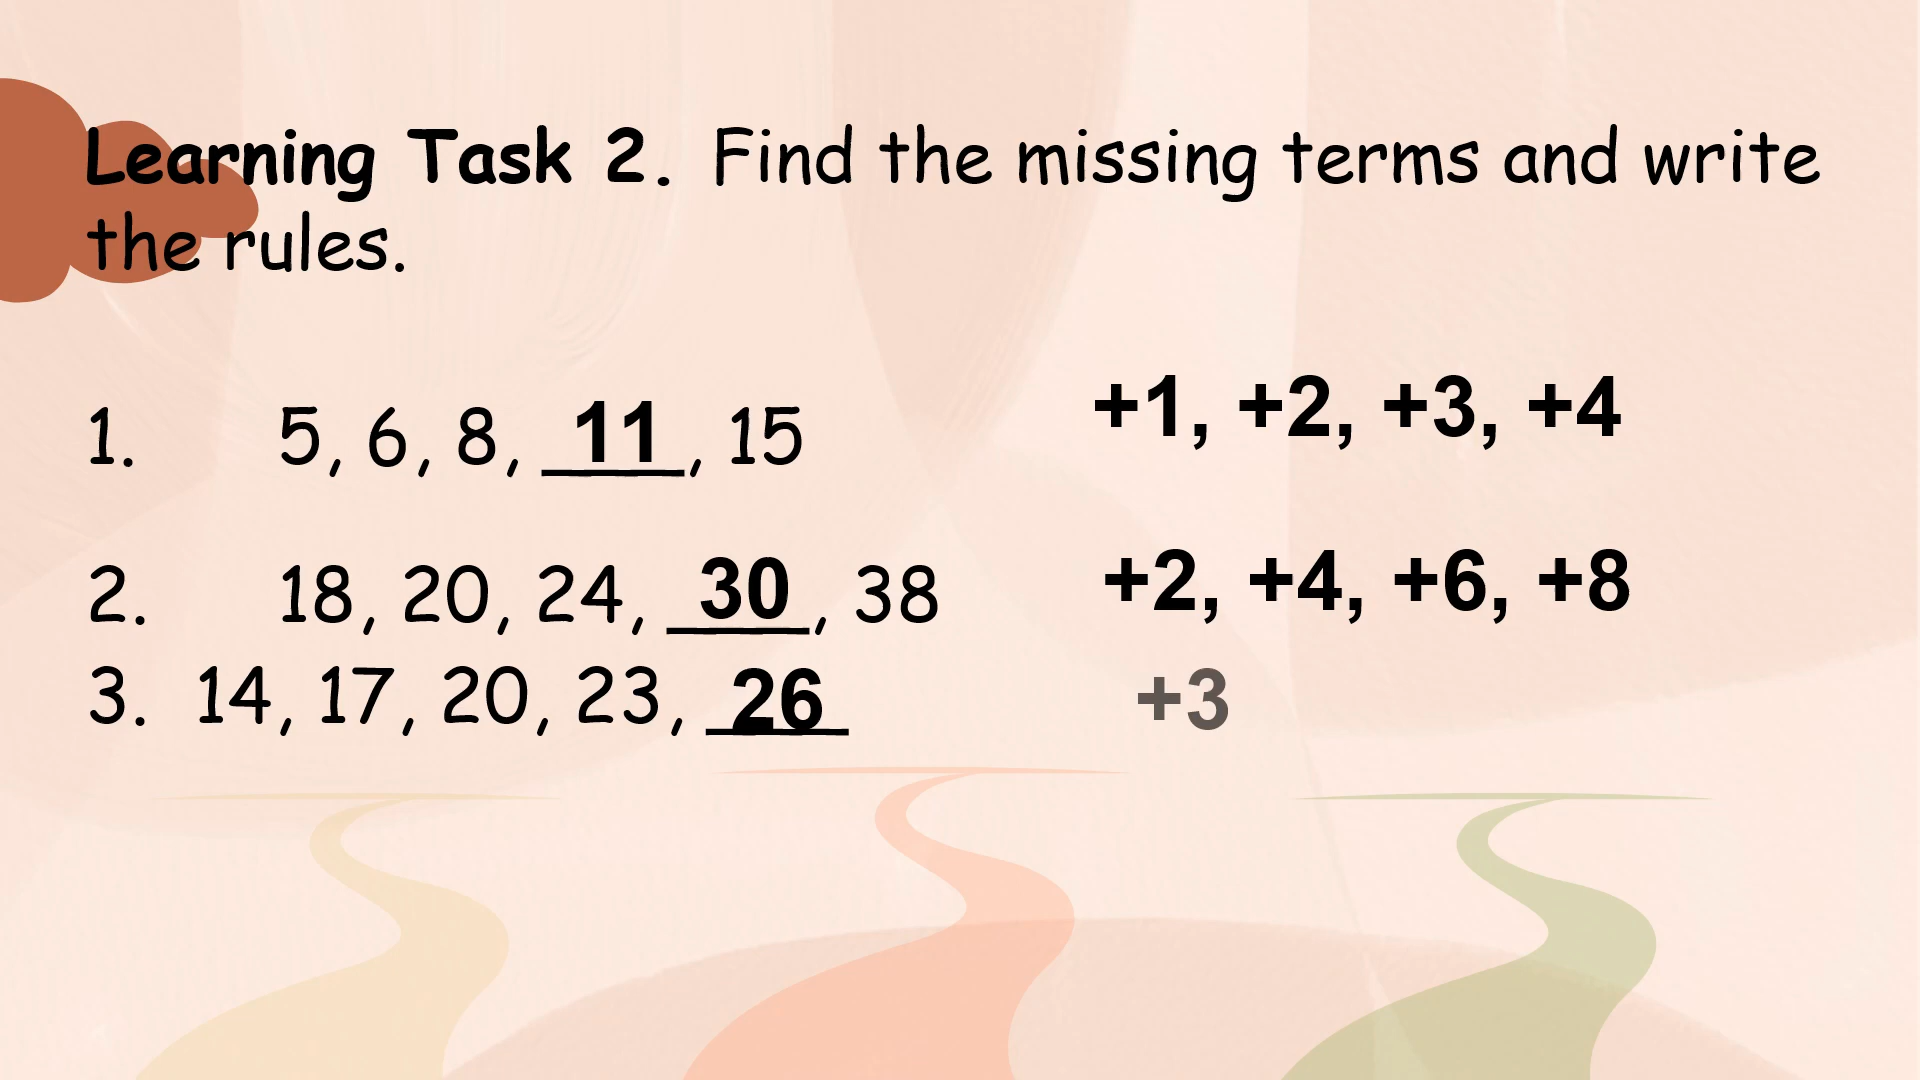 Learning Task 2. Find the missing terms and write
the rules.
1. 5, 6, 8, 11, 15 +1, +2, +3, +4
2. 18, 20, 24, 30, 38 +2, +4, +6, +8
3. 14, 17, 20, 23, 26 +3